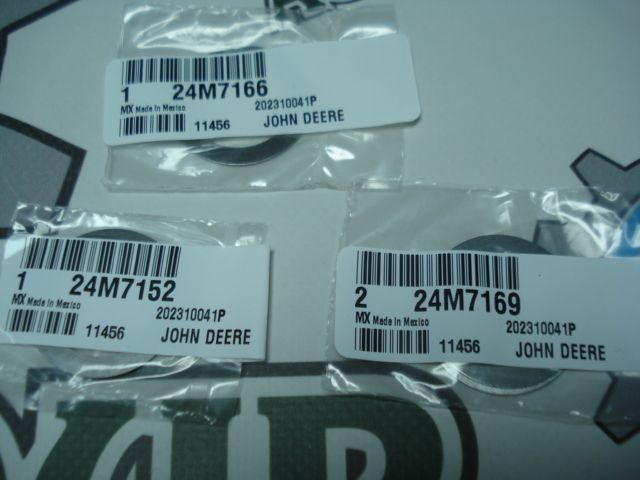 1 24M7166
MX Made in Mexico 202310041P
11456 JOHN DEERE
1 24M7152
MX Made in Mexico 202310041P
11456 JOHN DEERE
2 24M7169
MX Made in Mexico 202310041P
11456 JOHN DEERE